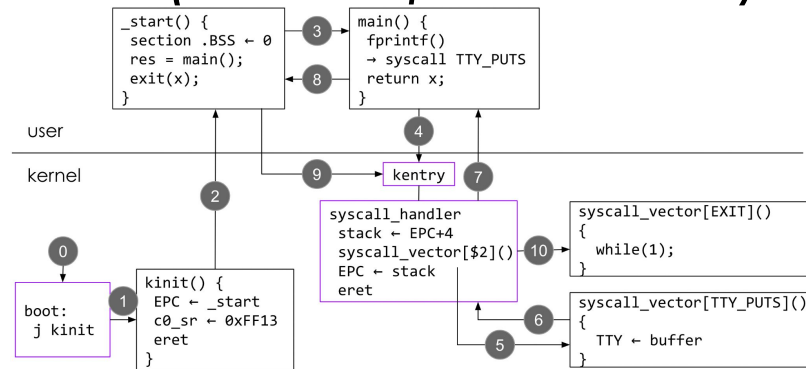 _start() {
section .BSS ← 0
res = main();
exit(x);
}
3
main() {
fprintf()
→ syscall TTY_PUTS
return x;
}
8
user
4
kernel
2
9
kentry
7
0
boot:
j kinit
1
kinit() {
EPC ← _start
c0_sr ← 0xFF13
eret
}
syscall_handler
stack ← EPC+4
syscall_vector[$2]()
EPC ← stack
eret
10
syscall_vector[EXIT]()
{
while(1);
}
6
5
syscall_vector[TTY_PUTS]()
{
TTY ← buffer
}